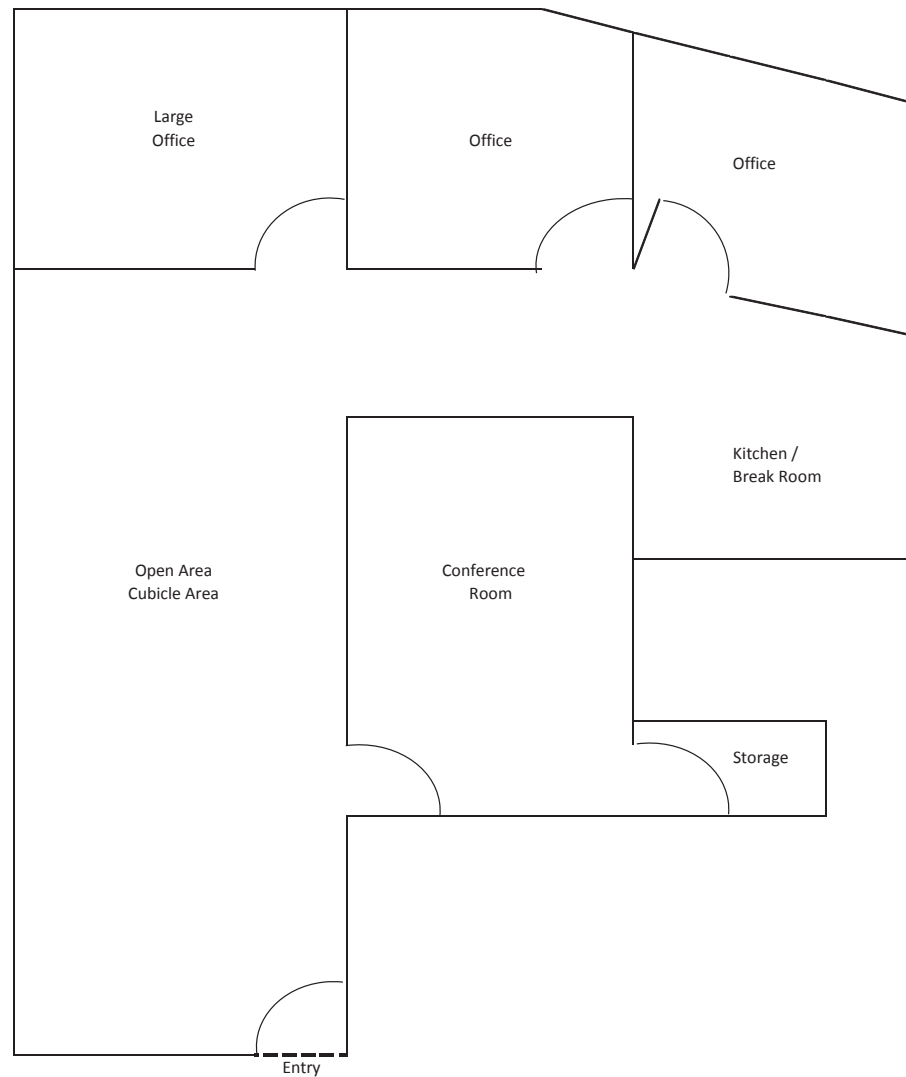 Large
Office
Office
Office
Kitchen /
Break Room
Open Area
Cubicle Area
Conference
Room
Storage
Entry